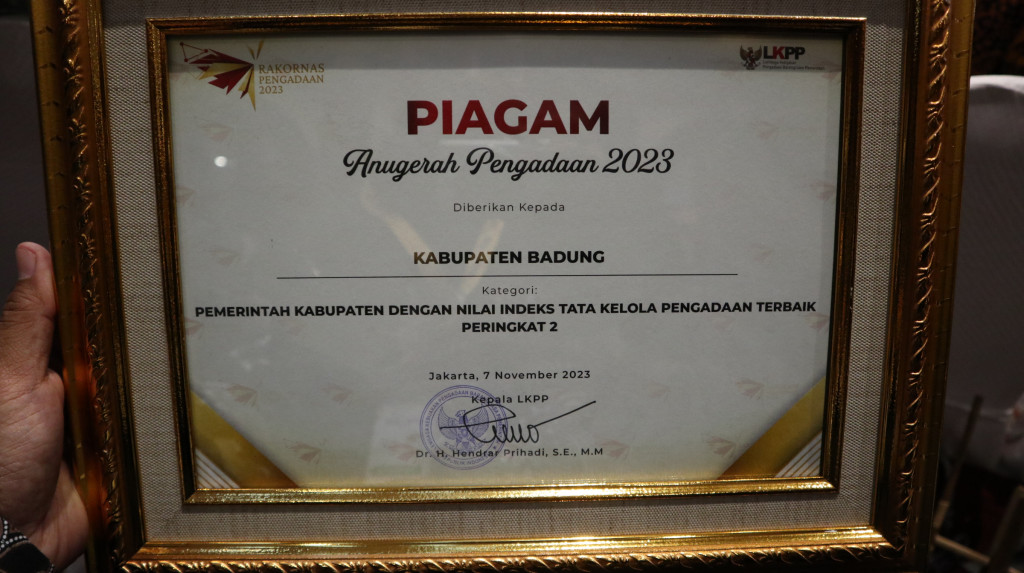 RAKORNAS
PENGADAAN
2023
LKPP
PIAGAM
Anugerah Pengadaan 2023
Diberikan Kepada
KABUPATEN BADUNG
Kategori:
PEMERINTAH KABUPATEN DENGAN NILAI INDEKS TATA KELOLA PENGADAAN TERBAIK
PERINGKAT 2
Jakarta, 7 November 2023
Kepala LKPP
Dr. H. Hendrar Prihadi, S.E., M.M